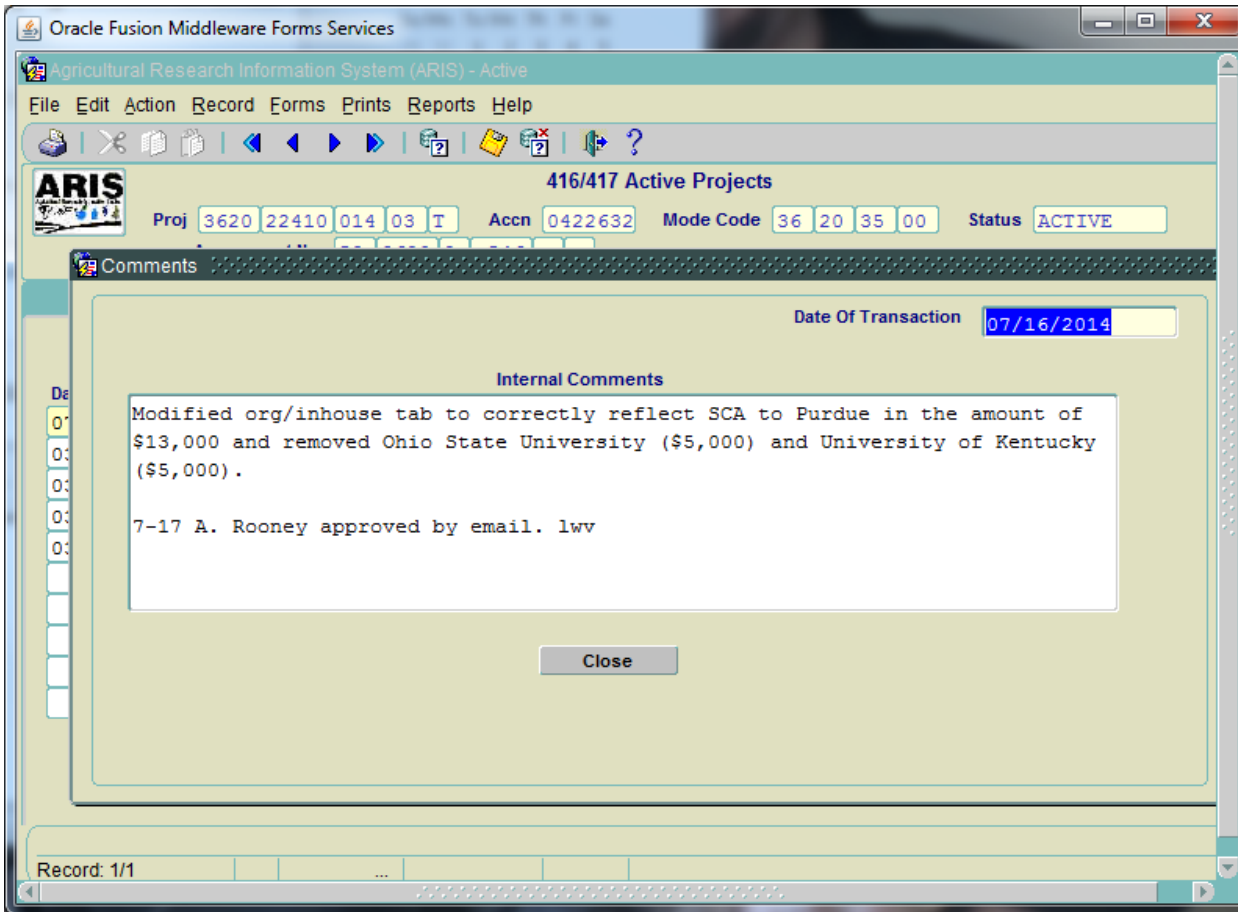 Oracle Fusion Middleware Forms Services
Agricultural Research Information System (ARIS) - Active
File Edit Action Record Forms Prints Reports Help
ARIS
416/417 Active Projects
Proj 3620 22410 014 03 T Accn 0422632 Mode Code 36 20 35 00 Status ACTIVE
Comments
Date Of Transaction 07/16/2014
Internal Comments
Modified org/inhouse tab to correctly reflect SCA to Purdue in the amount of
$13,000 and removed Ohio State University ($5,000) and University of Kentucky
($5,000).
7-17 A. Rooney approved by email. lwv
Close
Record: 1/1
...